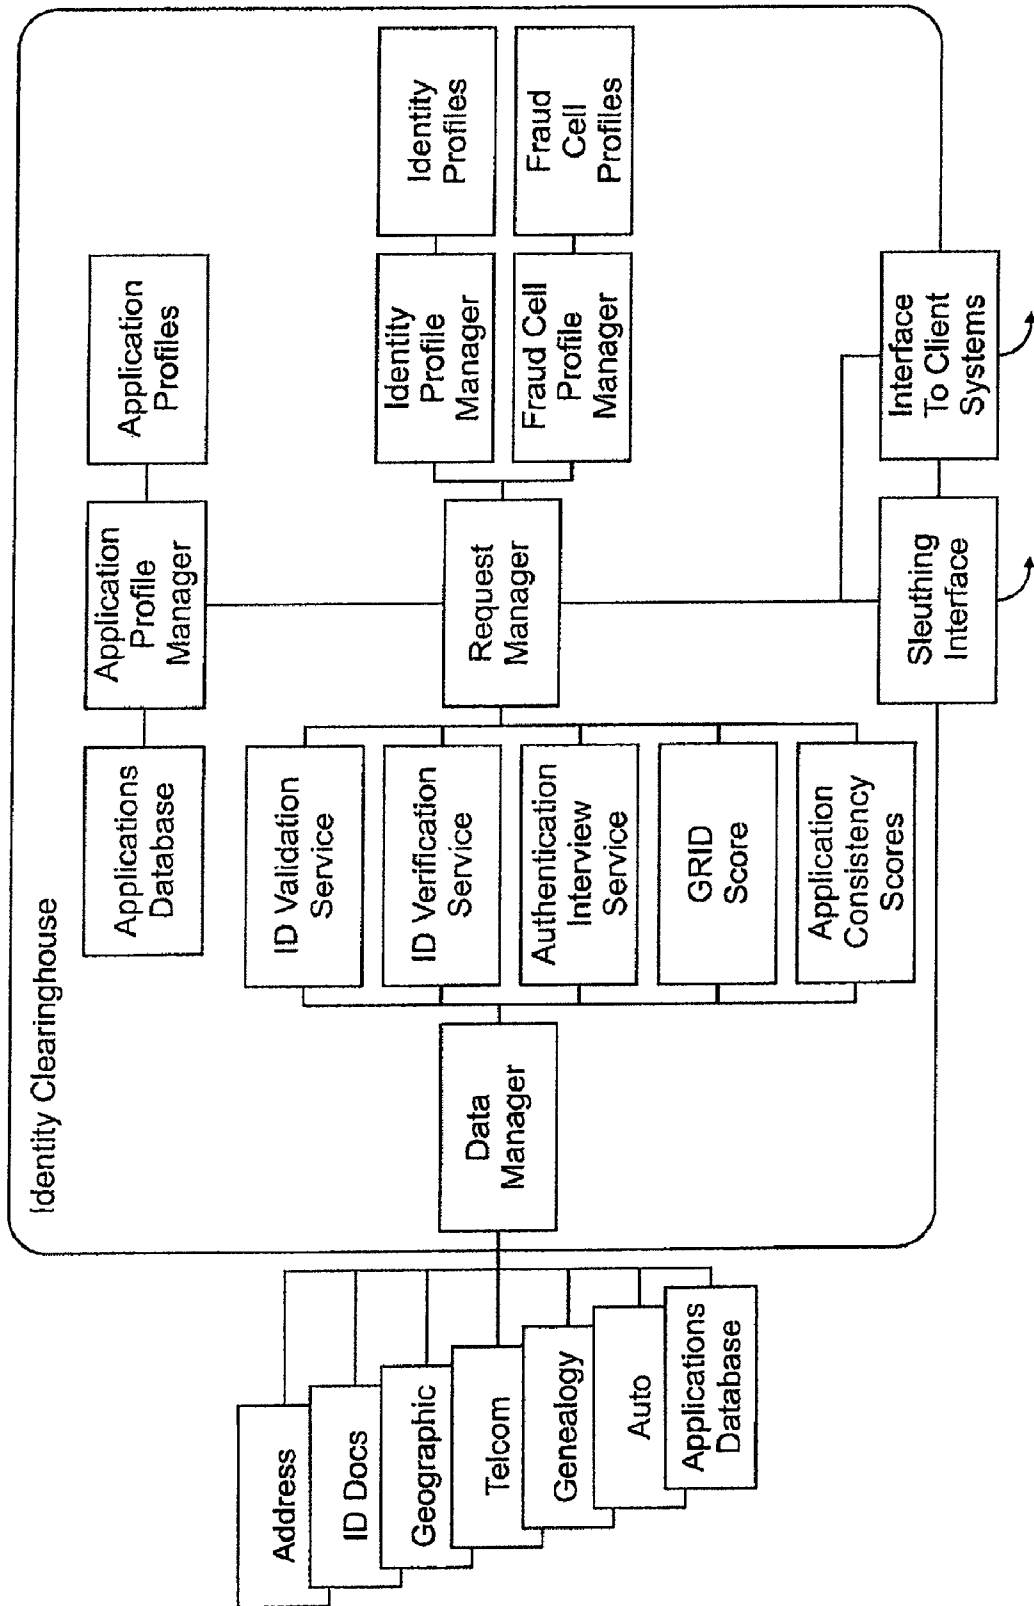 Identity Clearinghouse
Applications
Database
Application
Profile
Manager
Application
Profiles
Address
ID Docs
Geographic
Telcom
Genealogy
Auto
Applications
Database
Data
Manager
ID Validation
Service
ID Verification
Service
Authentication
Interview
Service
GRID
Score
Application
Consistency
Scores
Request
Manager
Identity
Profile
Manager
Identity
Profiles
Fraud Cell
Profile
Manager
Fraud
Cell
Profiles
Sleuthing
Interface
Interface
To Client
Systems